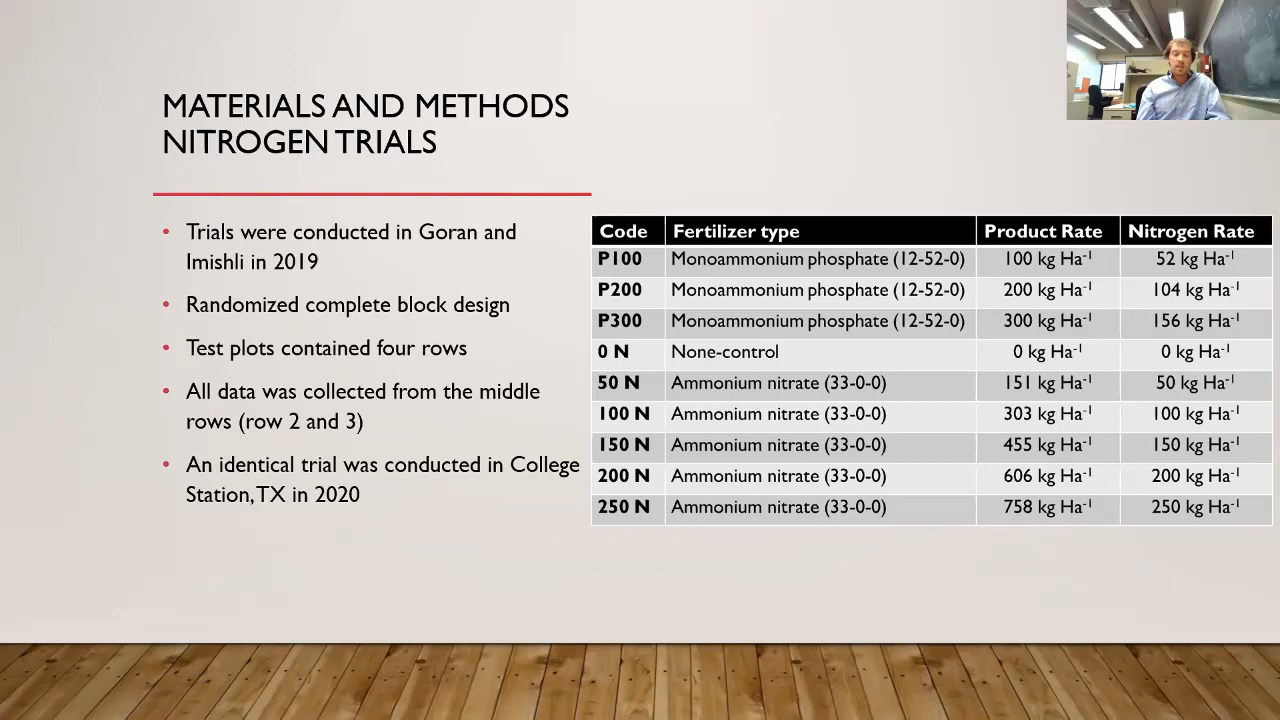 MATERIALS AND METHODS
NITROGEN TRIALS
• Trials were conducted in Goran and
Imishli in 2019
• Randomized complete block design
• Test plots contained four rows
• All data was collected from the middle
rows (row 2 and 3)
• An identical trial was conducted in College
Station, TX in 2020
Code Fertilizer type Product Rate Nitrogen Rate
P100 Monoammonium phosphate (12-52-0) 100 kg Ha⁻¹ 52 kg Ha⁻¹
P200 Monoammonium phosphate (12-52-0) 200 kg Ha⁻¹ 104 kg Ha⁻¹
P300 Monoammonium phosphate (12-52-0) 300 kg Ha⁻¹ 156 kg Ha⁻¹
0 N None-control 0 kg Ha⁻¹ 0 kg Ha⁻¹
50 N Ammonium nitrate (33-0-0) 151 kg Ha⁻¹ 50 kg Ha⁻¹
100 N Ammonium nitrate (33-0-0) 303 kg Ha⁻¹ 100 kg Ha⁻¹
150 N Ammonium nitrate (33-0-0) 455 kg Ha⁻¹ 150 kg Ha⁻¹
200 N Ammonium nitrate (33-0-0) 606 kg Ha⁻¹ 200 kg Ha⁻¹
250 N Ammonium nitrate (33-0-0) 758 kg Ha⁻¹ 250 kg Ha⁻¹